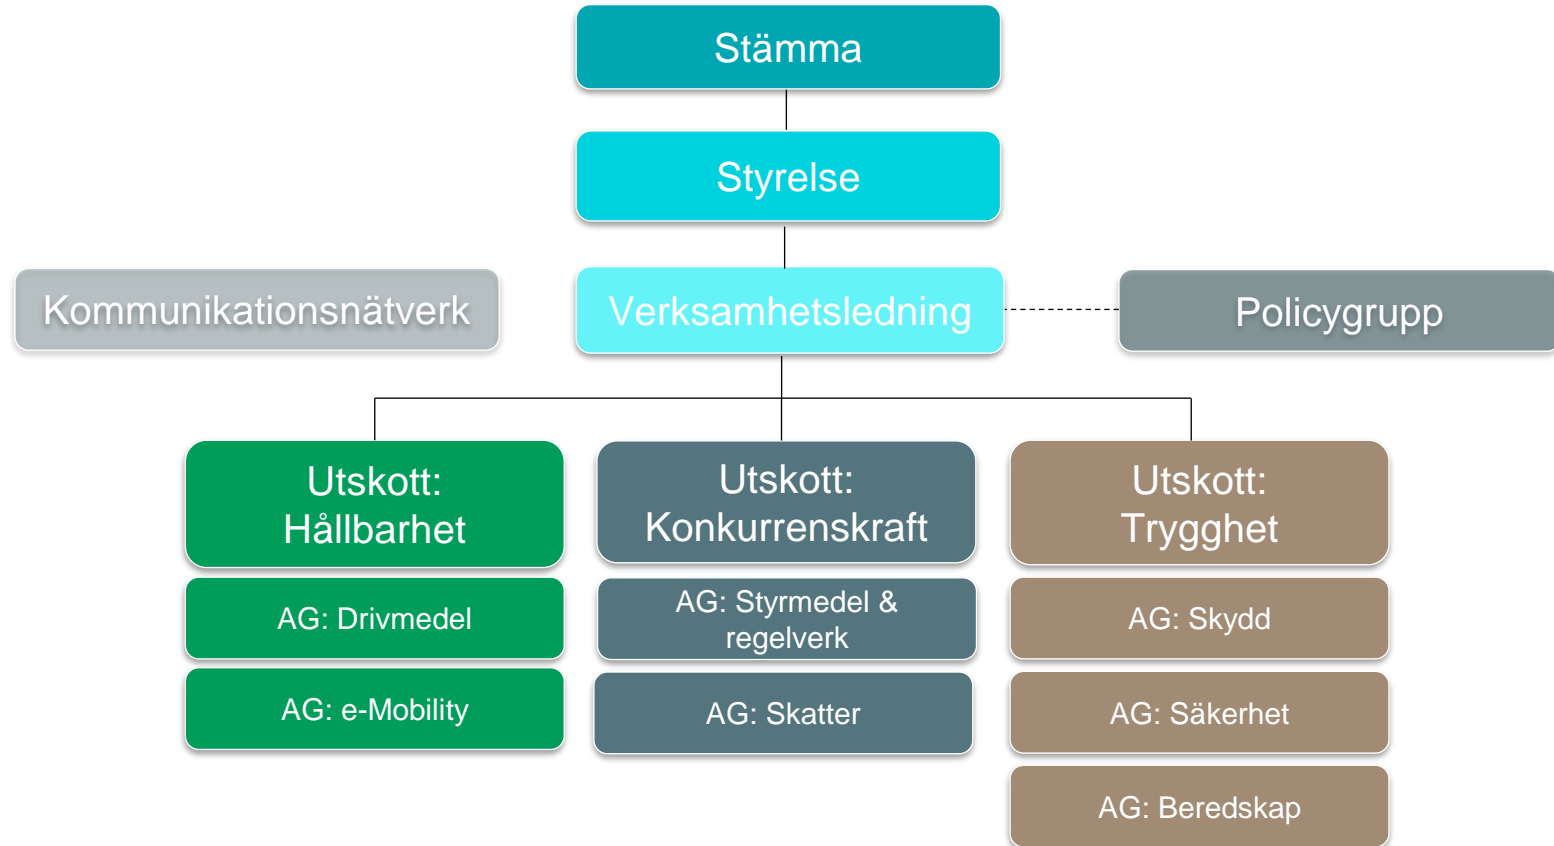 Stämma
Styrelse
Kommunikationsnätverk
Verksamhetsledning
Policygrupp
Utskott:
Hållbarhet
AG: Drivmedel
AG: e-Mobility
Utskott:
Konkurrenskraft
AG: Styrmedel &
regelverk
AG: Skatter
Utskott:
Trygghet
AG: Skydd
AG: Säkerhet
AG: Beredskap